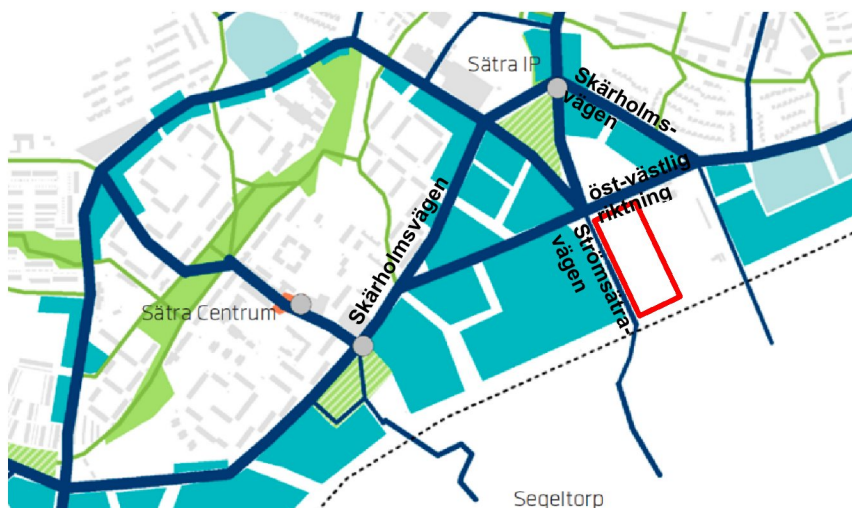 Sätra IP
Skärholms-
vägen
öst-västlig
riktning
Skärholmsvägen
Strömsätra-
vägen
Sätra Centrum
Segeltorp